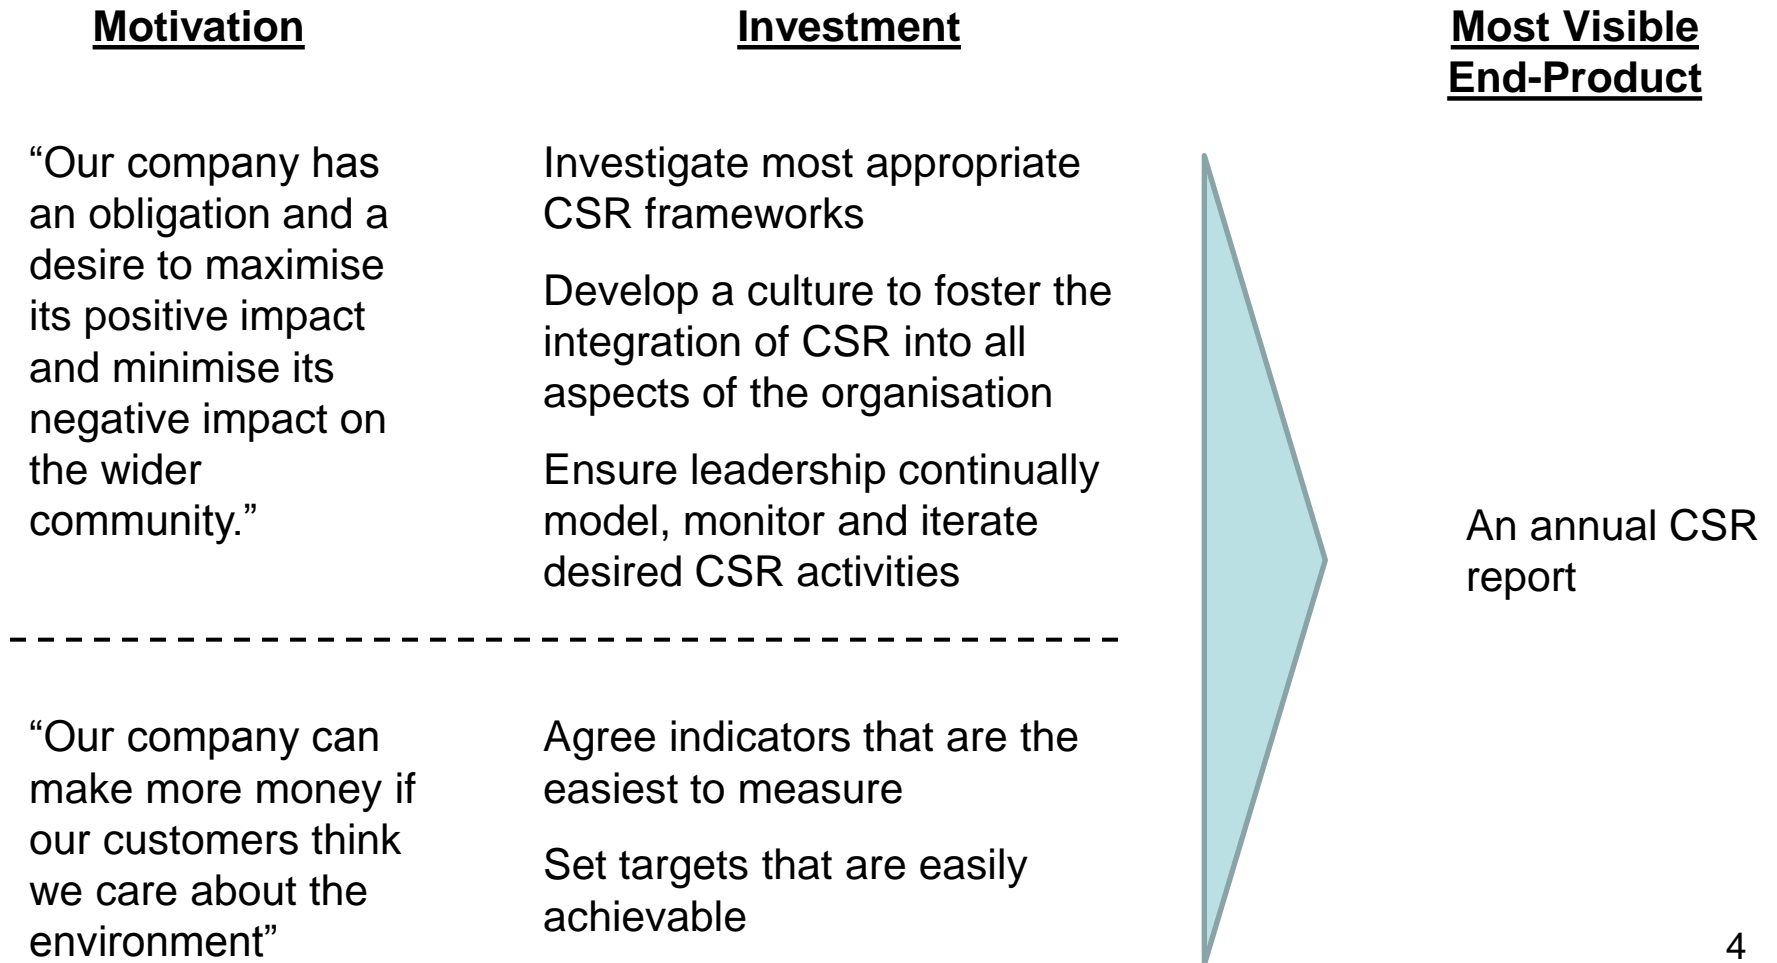 Motivation
Investment
Most Visible
End-Product
“Our company has
an obligation and a
desire to maximise
its positive impact
and minimise its
negative impact on
the wider
community.”
Investigate most appropriate
CSR frameworks
Develop a culture to foster the
integration of CSR into all
aspects of the organisation
Ensure leadership continually
model, monitor and iterate
desired CSR activities
An annual CSR
report
“Our company can
make more money if
our customers think
we care about the
environment”
Agree indicators that are the
easiest to measure
Set targets that are easily
achievable
4